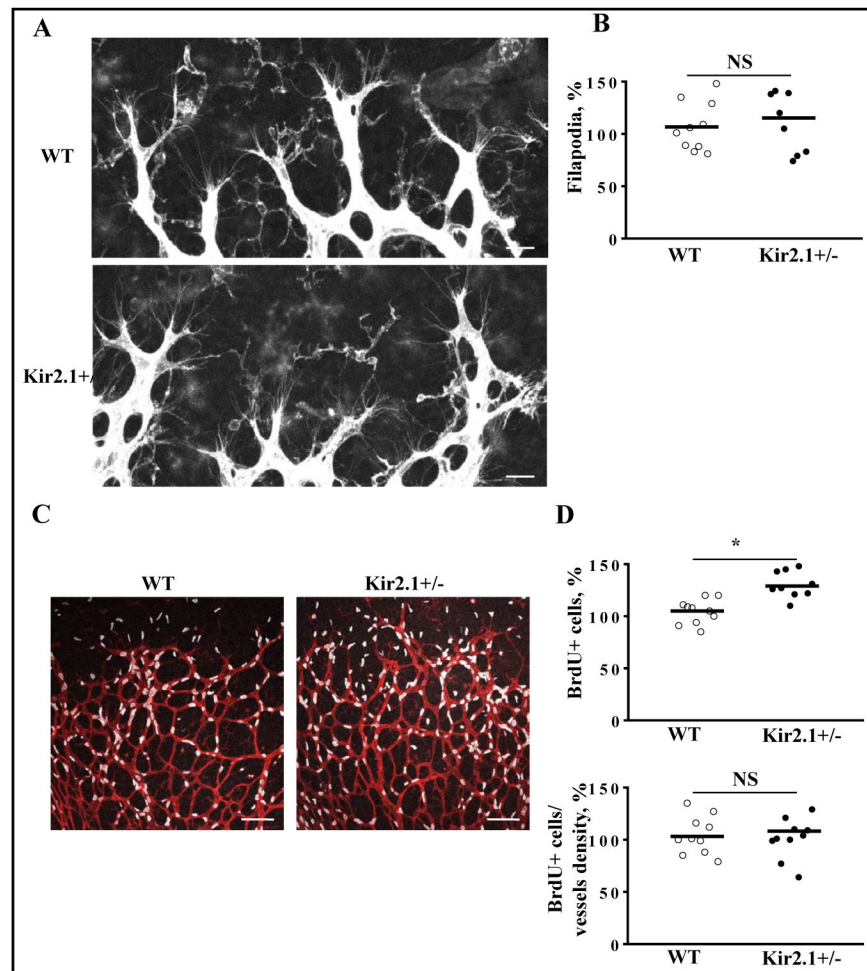 A
WT
Kir2.1+/
B
NS
Filapodia, %
150
100
50
0
WT
Kir2.1+/-
C
WT
Kir2.1+/-
D
*
BrdU+ cells, %
150
100
50
0
WT
Kir2.1+/-
NS
BrdU+ cells/
vessels density, %
150
100
50
0
WT
Kir2.1+/-